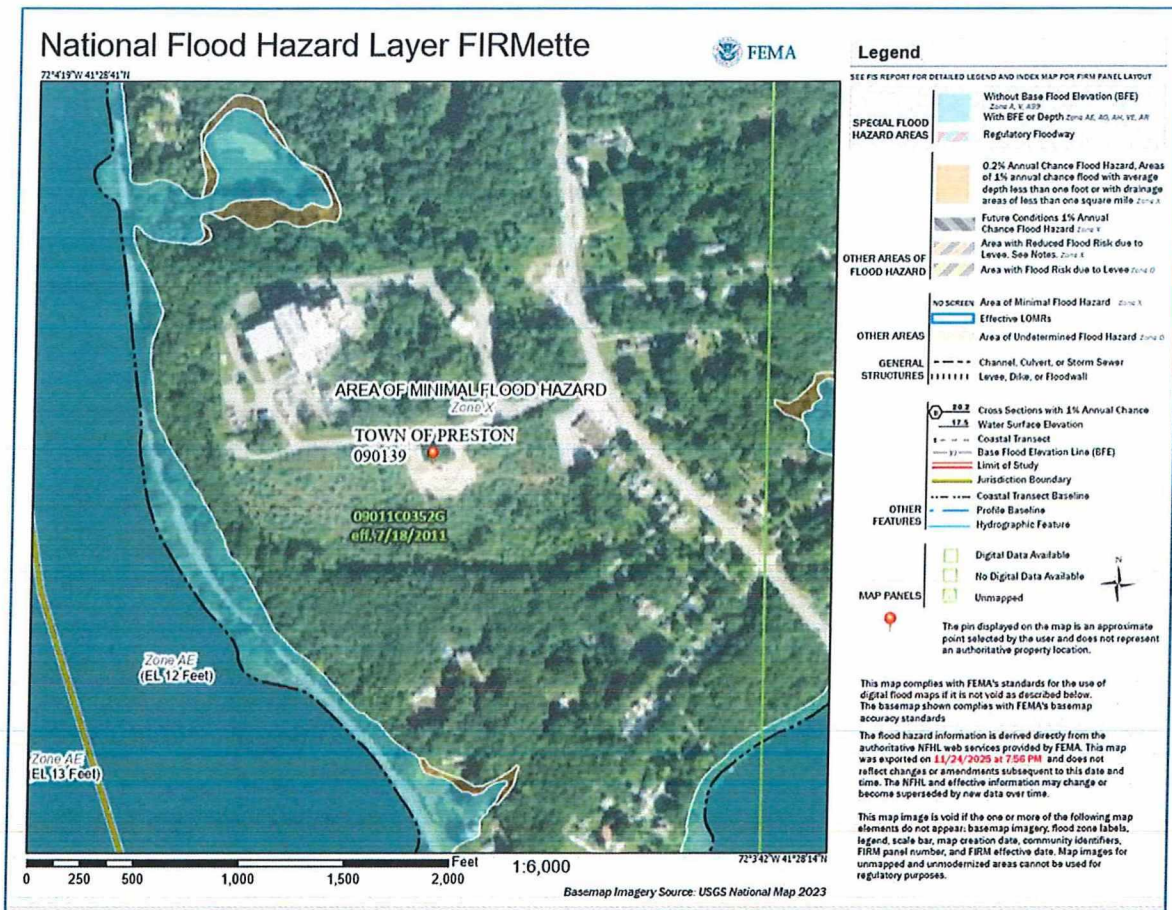 National Flood Hazard Layer FIRMette
FEMA
72°4'19"W 41°28'41"N
AREA OF MINIMAL FLOOD HAZARD
Zone X
TOWN OF PRESTON
090139
09011C0352G
eff. 7/18/2011
Zone AE
(EL 12 Feet)
Zone AE
EL 13 Feet)
72°3'42"W 41°28'14"N
Feet
1:6,000
0 250 500 1,000 1,500 2,000
Basemap Imagery Source: USGS National Map 2023
Legend
SEE FIS REPORT FOR DETAILED LEGEND AND INDEX MAP FOR FIRM PANEL LAYOUT
SPECIAL FLOOD
HAZARD AREAS
Without Base Flood Elevation (BFE)
Zone A, V, A99
With BFE or Depth Zone AE, AO, AH, VE, AR
Regulatory Floodway
OTHER AREAS OF
FLOOD HAZARD
0.2% Annual Chance Flood Hazard, Areas
of 1% annual chance flood with average
depth less than one foot or with drainage
areas of less than one square mile Zone X
Future Conditions 1% Annual
Chance Flood Hazard Zone X
Area with Reduced Flood Risk due to
Levee. See Notes. Zone X
Area with Flood Risk due to Levee Zone D
OTHER AREAS
NO SCREEN Area of Minimal Flood Hazard Zone X
Effective LOMRs
Area of Undetermined Flood Hazard Zone D
GENERAL
STRUCTURES
Channel, Culvert, or Storm Sewer
Levee, Dike, or Floodwall
OTHER
FEATURES
20.2 Cross Sections with 1% Annual Chance
17.5 Water Surface Elevation
Coastal Transect
Base Flood Elevation Line (BFE)
Limit of Study
Jurisdiction Boundary
Coastal Transect Baseline
Profile Baseline
Hydrographic Feature
MAP PANELS
Digital Data Available
No Digital Data Available
Unmapped
N
The pin displayed on the map is an approximate
point selected by the user and does not represent
an authoritative property location.
This map complies with FEMA's standards for the use of
digital flood maps if it is not void as described below.
The basemap shown complies with FEMA's basemap
accuracy standards
The flood hazard information is derived directly from the
authoritative NFHL web services provided by FEMA. This map
was exported on 11/24/2025 at 7:56 PM and does not
reflect changes or amendments subsequent to this date and
time. The NFHL and effective information may change or
become superseded by new data over time.
This map image is void if the one or more of the following map
elements do not appear: basemap imagery, flood zone labels,
legend, scale bar, map creation date, community identifiers,
FIRM panel number, and FIRM effective date. Map images for
unmapped and unmodernized areas cannot be used for
regulatory purposes.